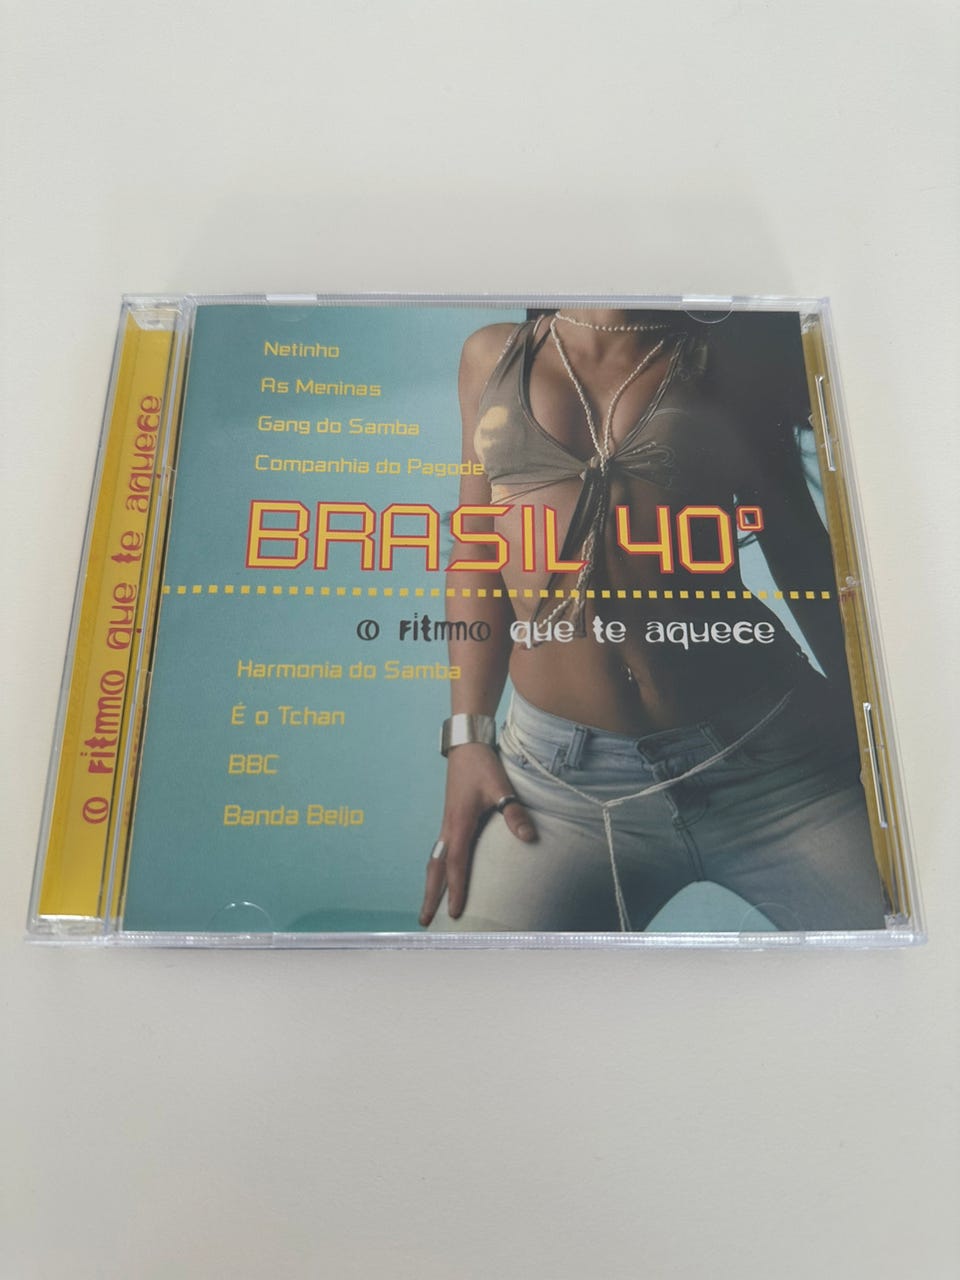 Netinho
As Meninas
Gang do Samba
Companhia do Pagode
BRASIL 40º
o ritmo que te aquece
Harmonia do Samba
É o Tchan
BBC
Banda Beijo
o ritmo que te aquece